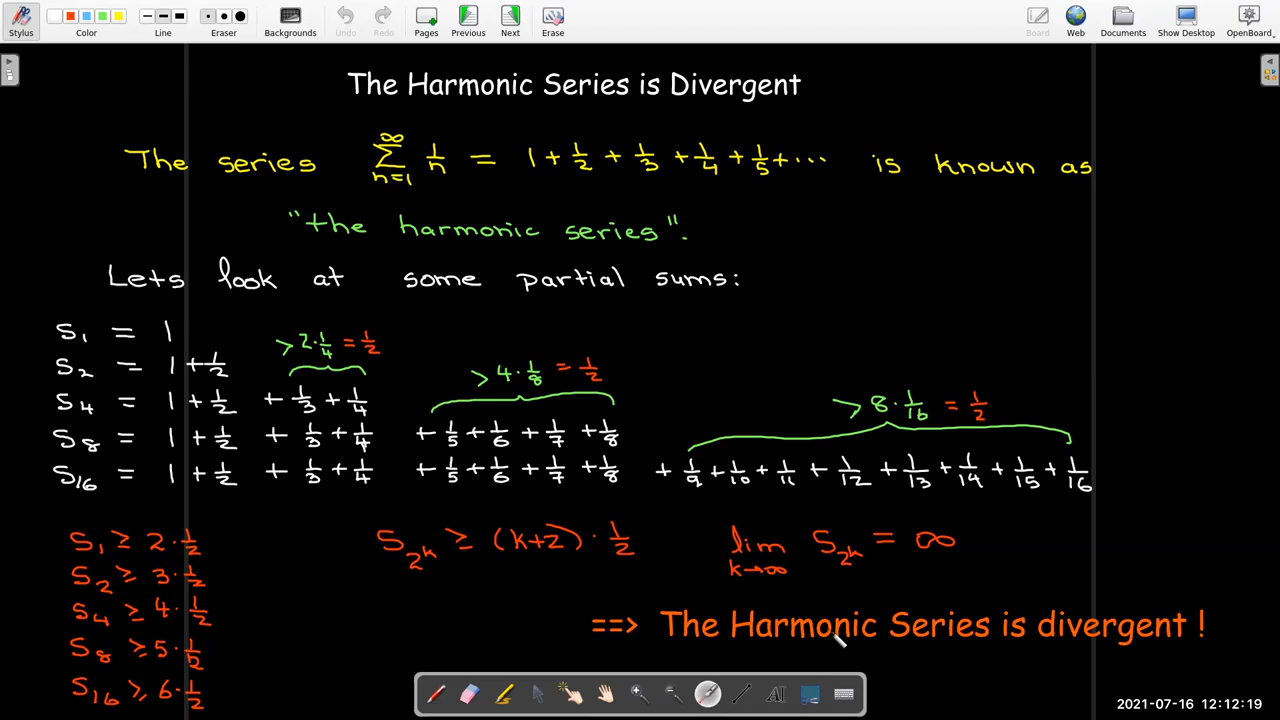 Stylus Color Line Eraser Backgrounds Undo Redo Pages Previous Next Erase Board Web Documents Show Desktop OpenBoard
The Harmonic Series is Divergent
The series ∑_{n=1}^{∞} 1/n = 1 + 1/2 + 1/3 + 1/4 + 1/5 + ··· is known as
"the harmonic series".
Lets look at some partial sums:
S₁ = 1
> 2·1/4 = 1/2
S₂ = 1 + 1/2
> 4·1/8 = 1/2
S₄ = 1 + 1/2 + 1/3 + 1/4
> 8·1/16 = 1/2
S₈ = 1 + 1/2 + 1/3 + 1/4 + 1/5 + 1/6 + 1/7 + 1/8
S₁₆ = 1 + 1/2 + 1/3 + 1/4 + 1/5 + 1/6 + 1/7 + 1/8 + 1/9 + 1/10 + 1/11 + 1/12 + 1/13 + 1/14 + 1/15 + 1/16
S₁ ≥ 2·1/2
S₂ ≥ 3·1/2
S₄ ≥ 4·1/2
S₈ ≥ 5·1/2
S₁₆ ≥ 6·1/2
S_{2^k} ≥ (k+2)·1/2
lim_{k→∞} S_{2^k} = ∞
==> The Harmonic Series is divergent !
AI
2021-07-16 12:12:19